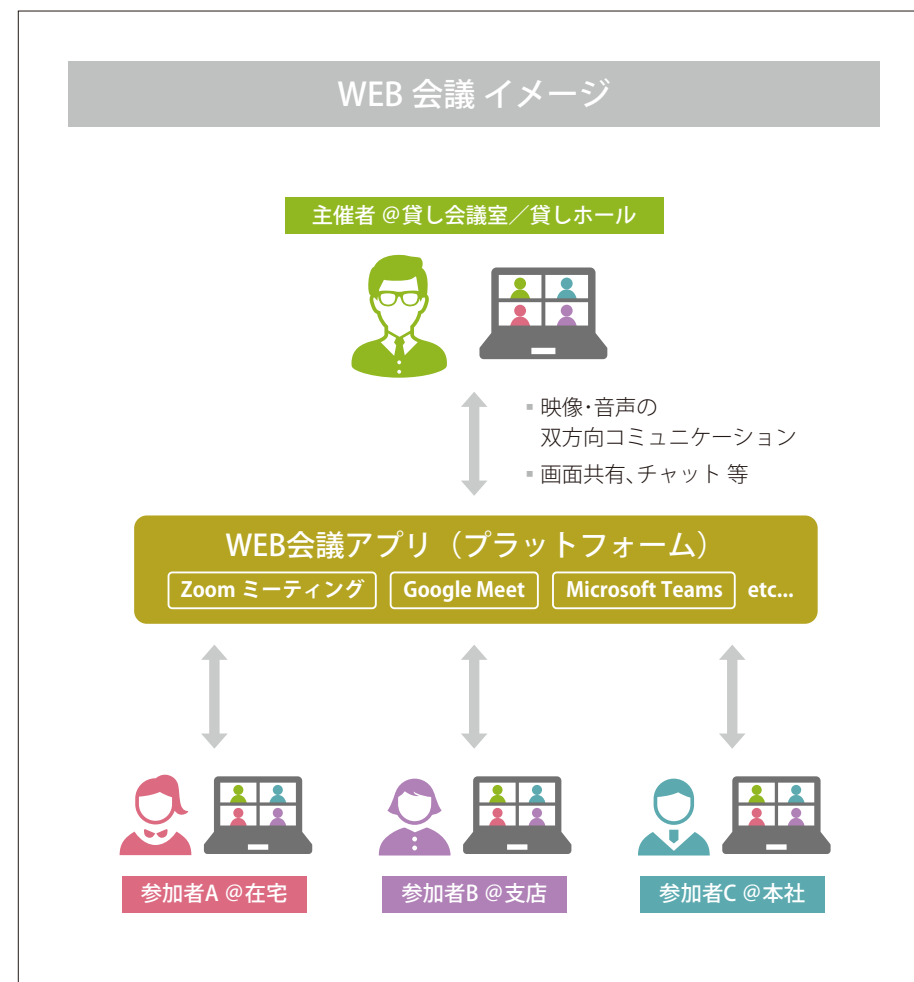 WEB 会議 イメージ
主催者 @貸し会議室／貸しホール
▪ 映像・音声の
双方向コミュニケーション
▪ 画面共有、チャット 等
WEB会議アプリ（プラットフォーム）
Zoom ミーティング Google Meet Microsoft Teams etc...
参加者A @在宅 参加者B @支店 参加者C @本社